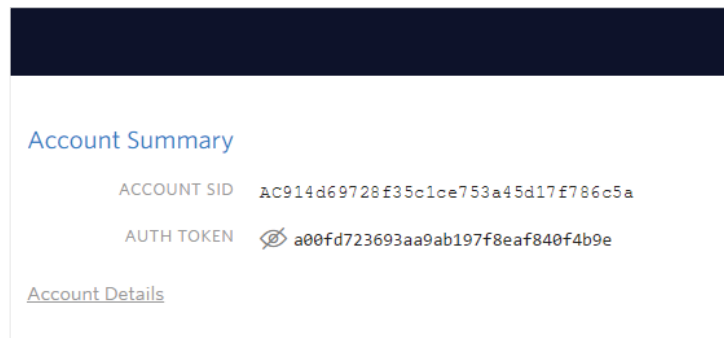 Account Summary
ACCOUNT SID AC914d69728f35c1ce753a45d17f786c5a
AUTH TOKEN a00fd723693aa9ab197f8eaf840f4b9e
Account Details